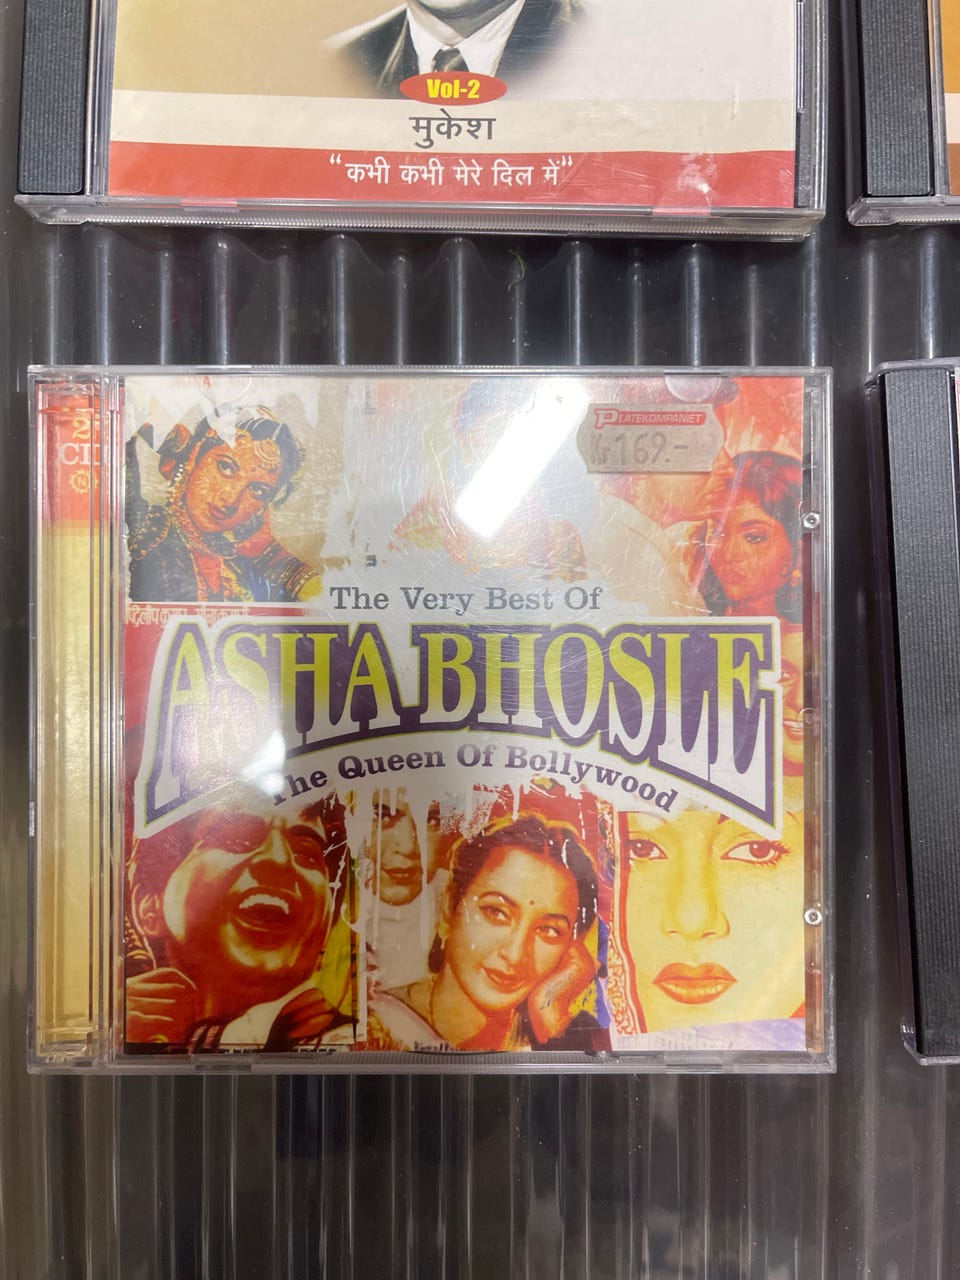 Vol-2
मुकेश
“कभी कभी मेरे दिल में”
2
CD
PLATEKOMPANIET
Kr 169.-
The Very Best Of
ASHA BHOSLE
The Queen Of Bollywood